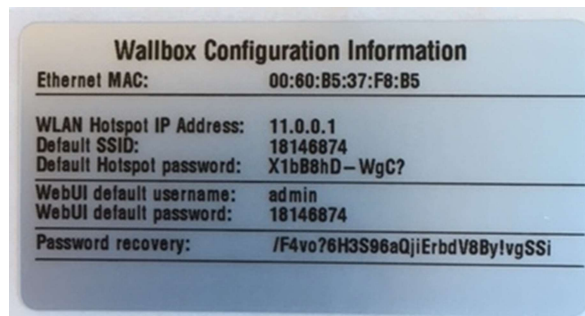 Wallbox Configuration Information
Ethernet MAC: 00:60:B5:37:F8:B5
WLAN Hotspot IP Address: 11.0.0.1
Default SSID: 18146874
Default Hotspot password: X1bB8hD–WgC?
WebUI default username: admin
WebUI default password: 18146874
Password recovery: /F4vo?6H3S96aQjiErbdV8By!vgSSi